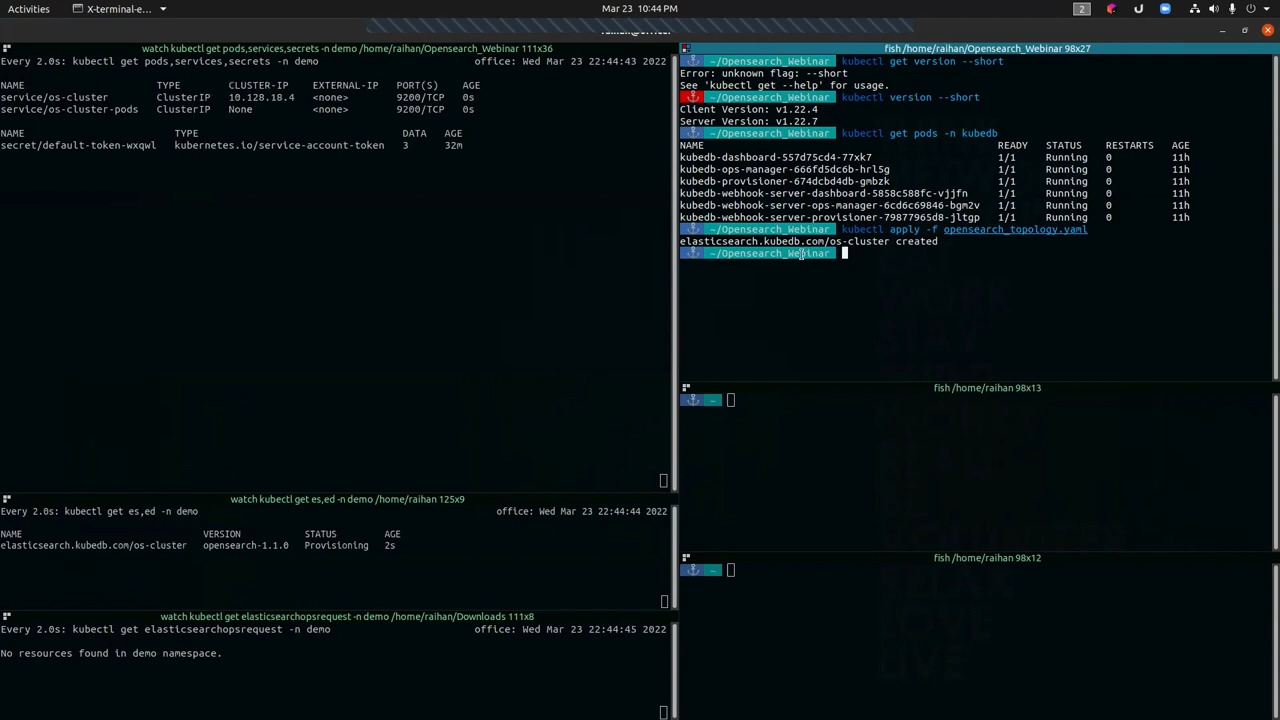 Activities
X-terminal-e...
Mar 23 10:44 PM
2
watch kubectl get pods,services,secrets -n demo /home/raihan/Opensearch_Webinar 111x36
Every 2.0s: kubectl get pods,services,secrets -n demo office: Wed Mar 23 22:44:43 2022
NAME TYPE CLUSTER-IP EXTERNAL-IP PORT(S) AGE
service/os-cluster ClusterIP 10.128.18.4 <none> 9200/TCP 0s
service/os-cluster-pods ClusterIP None <none> 9200/TCP 0s
NAME TYPE DATA AGE
secret/default-token-wxqwl kubernetes.io/service-account-token 3 32m
watch kubectl get es,ed -n demo /home/raihan 125x9
Every 2.0s: kubectl get es,ed -n demo office: Wed Mar 23 22:44:44 2022
NAME VERSION STATUS AGE
elasticsearch.kubedb.com/os-cluster opensearch-1.1.0 Provisioning 2s
watch kubectl get elasticsearchopsrequest -n demo /home/raihan/Downloads 111x8
Every 2.0s: kubectl get elasticsearchopsrequest -n demo office: Wed Mar 23 22:44:45 2022
No resources found in demo namespace.
fish /home/raihan/Opensearch_Webinar 98x27
~/Opensearch_Webinar kubectl get version --short
Error: unknown flag: --short
See 'kubectl get --help' for usage.
~/Opensearch_Webinar kubectl version --short
Client Version: v1.22.4
Server Version: v1.22.7
~/Opensearch_Webinar kubectl get pods -n kubedb
NAME READY STATUS RESTARTS AGE
kubedb-dashboard-557d75cd4-77xk7 1/1 Running 0 11h
kubedb-ops-manager-666fd5dc6b-hrl5g 1/1 Running 0 11h
kubedb-provisioner-674dcbd4db-gmbzk 1/1 Running 0 11h
kubedb-webhook-server-dashboard-5858c588fc-vjjfn 1/1 Running 0 11h
kubedb-webhook-server-ops-manager-6cd6c69846-bgm2v 1/1 Running 0 11h
kubedb-webhook-server-provisioner-79877965d8-jltgp 1/1 Running 0 11h
~/Opensearch_Webinar kubectl apply -f opensearch_topology.yaml
elasticsearch.kubedb.com/os-cluster created
~/Opensearch_Webinar
fish /home/raihan 98x13
~
fish /home/raihan 98x12
~